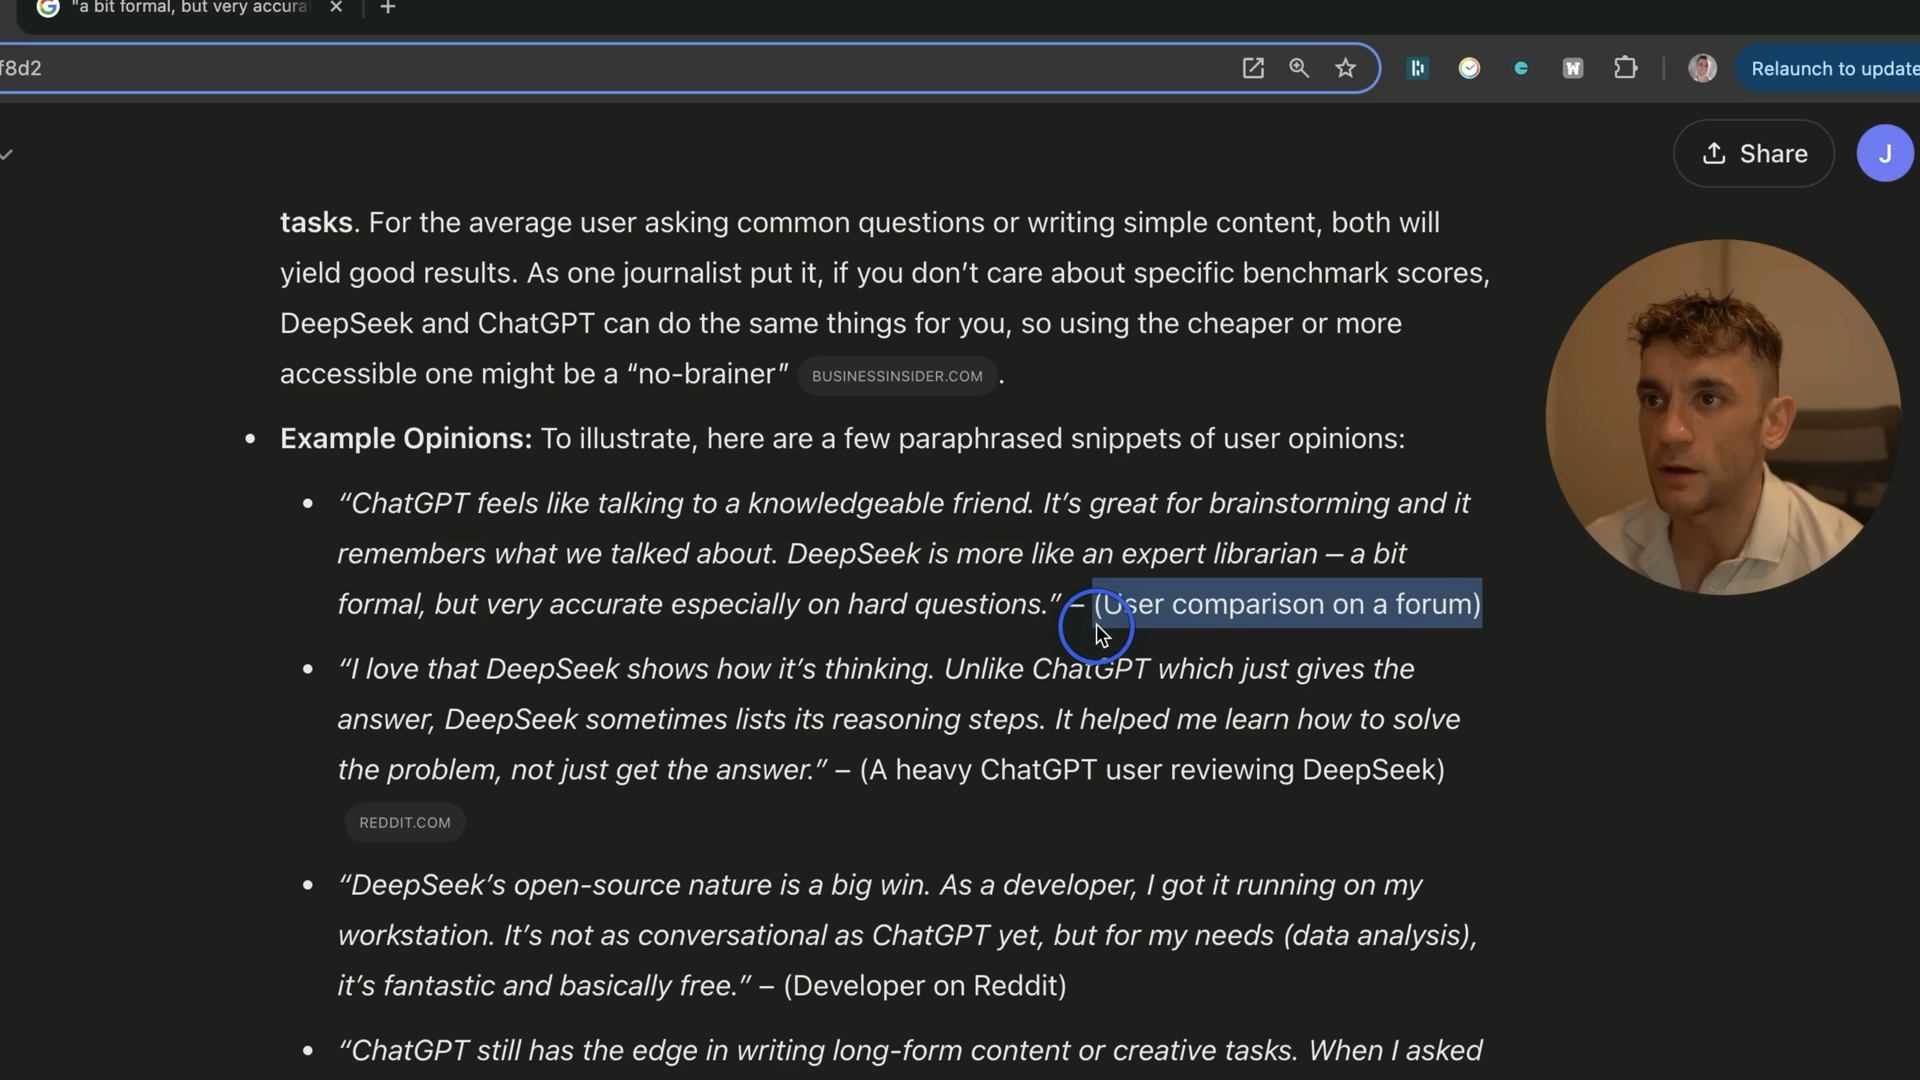 "a bit formal, but very accura
f8d2
Relaunch to update
Share
J
tasks. For the average user asking common questions or writing simple content, both will
yield good results. As one journalist put it, if you don’t care about specific benchmark scores,
DeepSeek and ChatGPT can do the same things for you, so using the cheaper or more
accessible one might be a “no-brainer” BUSINESSINSIDER.COM .
• Example Opinions: To illustrate, here are a few paraphrased snippets of user opinions:
• “ChatGPT feels like talking to a knowledgeable friend. It’s great for brainstorming and it
remembers what we talked about. DeepSeek is more like an expert librarian – a bit
formal, but very accurate especially on hard questions.” – (User comparison on a forum)
• “I love that DeepSeek shows how it’s thinking. Unlike ChatGPT which just gives the
answer, DeepSeek sometimes lists its reasoning steps. It helped me learn how to solve
the problem, not just get the answer.” – (A heavy ChatGPT user reviewing DeepSeek)
REDDIT.COM
• “DeepSeek’s open-source nature is a big win. As a developer, I got it running on my
workstation. It’s not as conversational as ChatGPT yet, but for my needs (data analysis),
it’s fantastic and basically free.” – (Developer on Reddit)
• “ChatGPT still has the edge in writing long-form content or creative tasks. When I asked